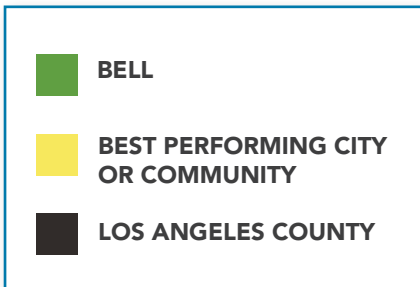 BELL
BEST PERFORMING CITY
OR COMMUNITY
LOS ANGELES COUNTY